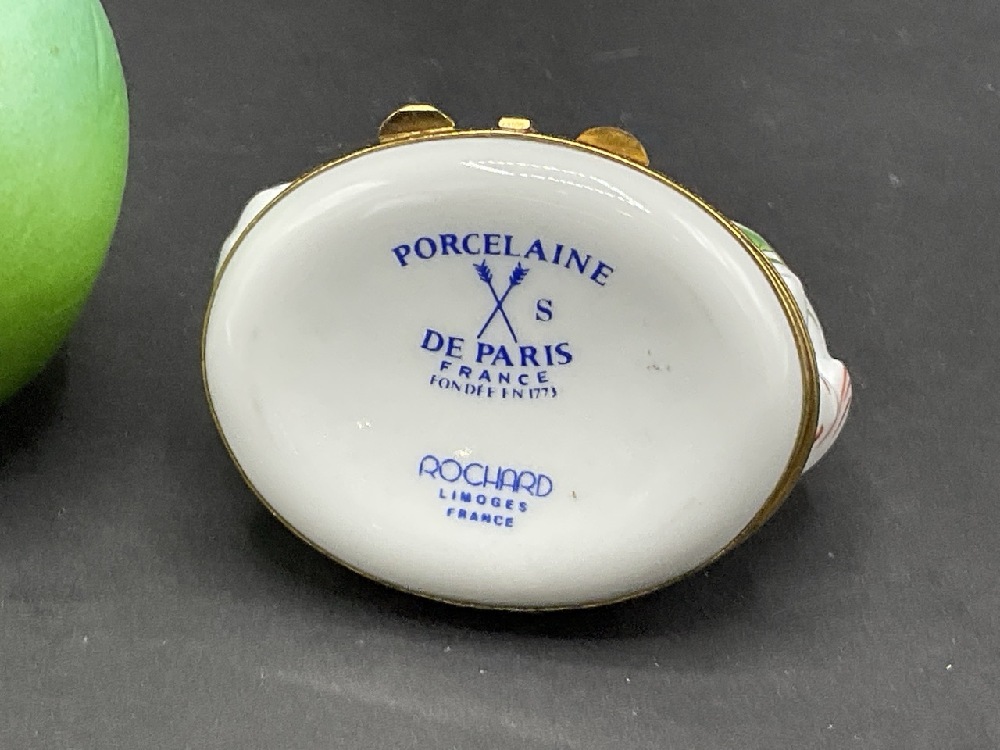 PORCELAINE
S
DE PARIS
FRANCE
FONDÉE EN 1773
ROCHARD
LIMOGES
FRANCE